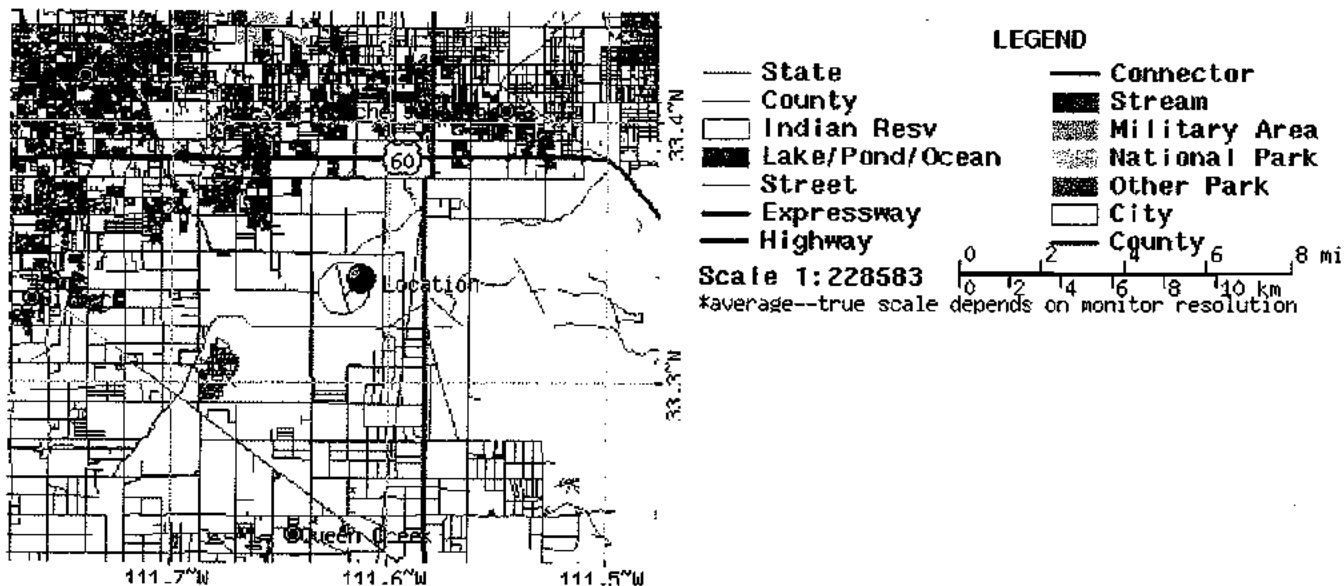 60
Location
Queen Creek
111.7~W
111.6~W
111.5~W
33.4~N
33.3~N
LEGEND
State
County
Indian Resv
Lake/Pond/Ocean
Street
Expressway
Highway
Connector
Stream
Military Area
National Park
Other Park
City
County
Scale 1:228583
0 2 4 6 8 mi
0 2 4 6 8 10 km
*average--true scale depends on monitor resolution